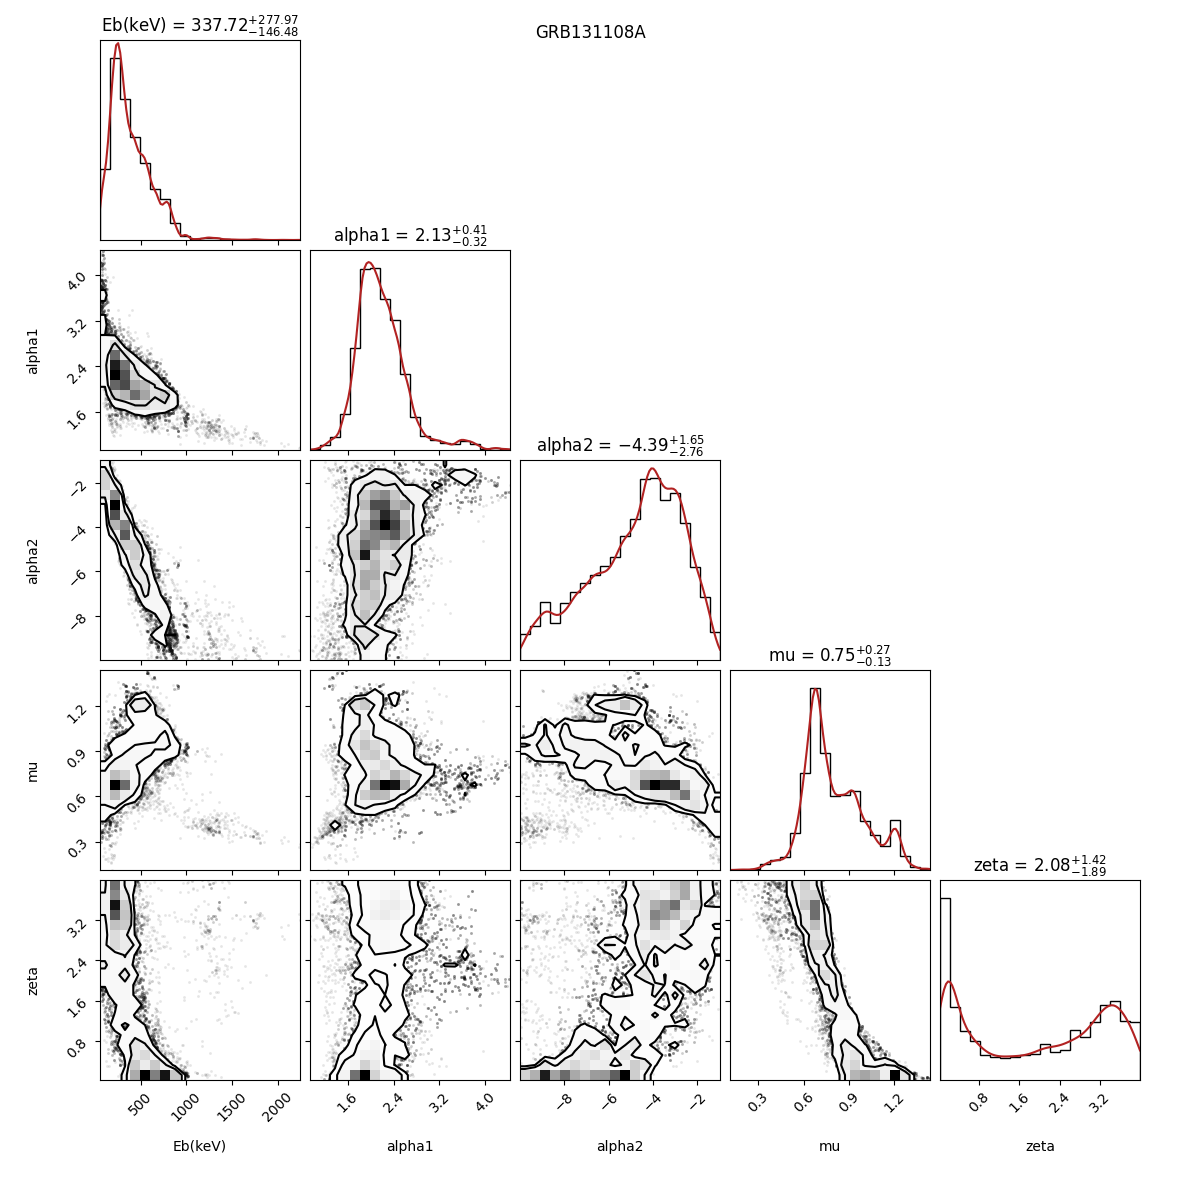 GRB131108A
Eb(keV) = 337.72+277.97−146.48
alpha1 = 2.13+0.41−0.32
4.0
3.2
2.4
1.6
alpha1
alpha2 = −4.39+1.65−2.76
−2
−4
−6
−8
alpha2
mu = 0.75+0.27−0.13
1.2
0.9
0.6
0.3
mu
zeta = 2.08+1.42−1.89
3.2
2.4
1.6
0.8
zeta
500 1000 1500 2000 1.6 2.4 3.2 4.0 −8 −6 −4 −2 0.3 0.6 0.9 1.2 0.8 1.6 2.4 3.2
Eb(keV) alpha1 alpha2 mu zeta